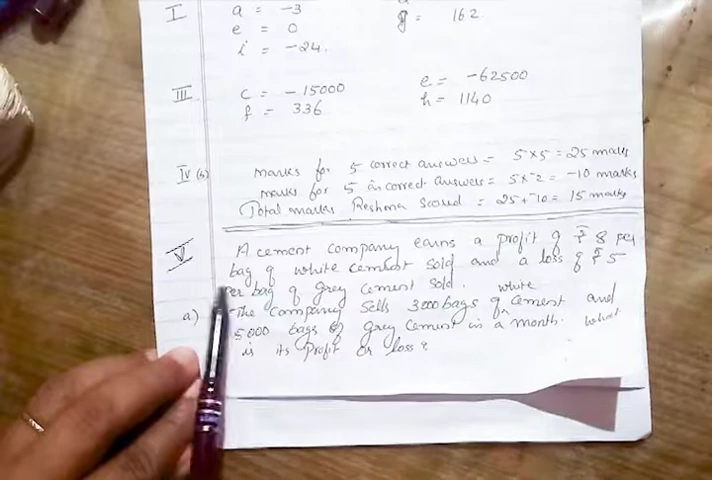 I a = -3
e = 0 g = 162
i = -24.
III. c = -15000 e = -62500
f = 336 h = 1140
IV (b) marks for 5 correct answers = 5×5 = 25 marks
marks for 5 in correct answers = 5×-2 = -10 marks
Total marks Reshma scored = 25+-10 = 15 marks
V A cement company earns a profit of ₹ 8 per
bag of white cement sold and a loss of ₹ 5
Per bag of grey cement sold.
a) The company sells 3000 bags of white cement and
5000 bags of grey cement in a month. what
is its profit or loss?